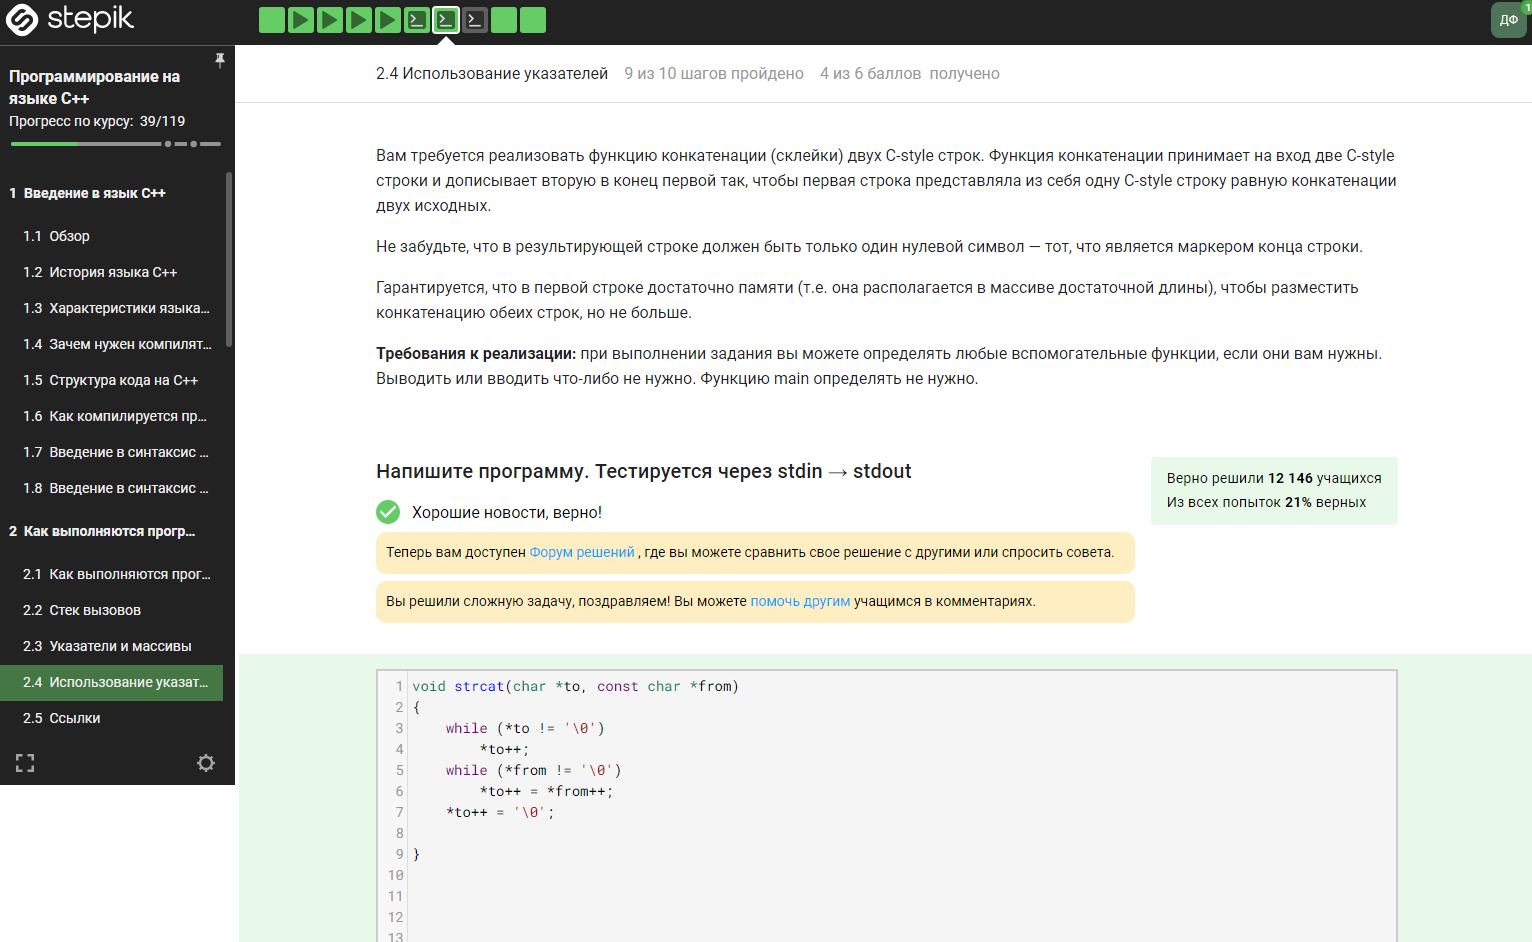 stepik
ДФ
1
Программирование на
языке C++
Прогресс по курсу: 39/119
1 Введение в язык C++
1.1 Обзор
1.2 История языка C++
1.3 Характеристики языка...
1.4 Зачем нужен компилят...
1.5 Структура кода на C++
1.6 Как компилируется пр...
1.7 Введение в синтаксис ...
1.8 Введение в синтаксис ...
2 Как выполняются прогр...
2.1 Как выполняются прог...
2.2 Стек вызовов
2.3 Указатели и массивы
2.4 Использование указат...
2.5 Ссылки
2.4 Использование указателей 9 из 10 шагов пройдено 4 из 6 баллов получено
Вам требуется реализовать функцию конкатенации (склейки) двух C-style строк. Функция конкатенации принимает на вход две C-style
строки и дописывает вторую в конец первой так, чтобы первая строка представляла из себя одну C-style строку равную конкатенации
двух исходных.
Не забудьте, что в результирующей строке должен быть только один нулевой символ — тот, что является маркером конца строки.
Гарантируется, что в первой строке достаточно памяти (т.е. она располагается в массиве достаточной длины), чтобы разместить
конкатенацию обеих строк, но не больше.
Требования к реализации: при выполнении задания вы можете определять любые вспомогательные функции, если они вам нужны.
Выводить или вводить что-либо не нужно. Функцию main определять не нужно.
Напишите программу. Тестируется через stdin → stdout
Верно решили 12 146 учащихся
Из всех попыток 21% верных
Хорошие новости, верно!
Теперь вам доступен Форум решений , где вы можете сравнить свое решение с другими или спросить совета.
Вы решили сложную задачу, поздравляем! Вы можете помочь другим учащимся в комментариях.
1 void strcat(char *to, const char *from)
2 {
3     while (*to != '\0')
4         *to++;
5     while (*from != '\0')
6         *to++ = *from++;
7     *to++ = '\0';
8
9 }
10
11
12
13